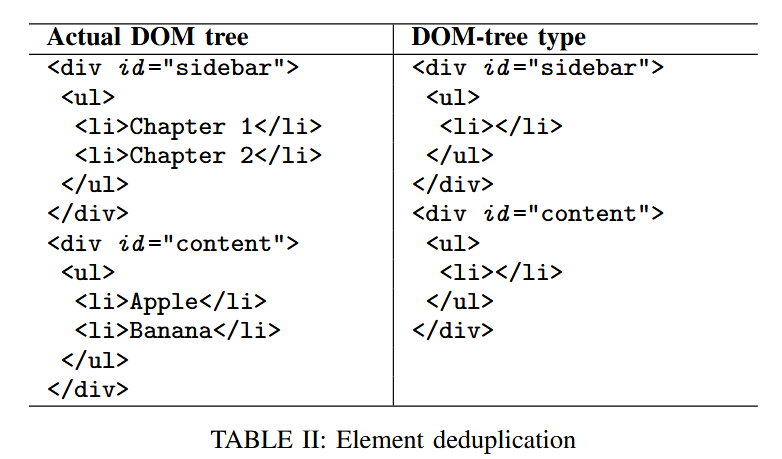 Actual DOM tree DOM-tree type
<div id="sidebar"> <div id="sidebar">
<ul> <ul>
<li>Chapter 1</li> <li></li>
<li>Chapter 2</li> </ul>
</ul> </div>
</div> <div id="content">
<div id="content"> <ul>
<ul> <li></li>
<li>Apple</li> </ul>
<li>Banana</li> </div>
</ul>
</div>
TABLE II: Element deduplication